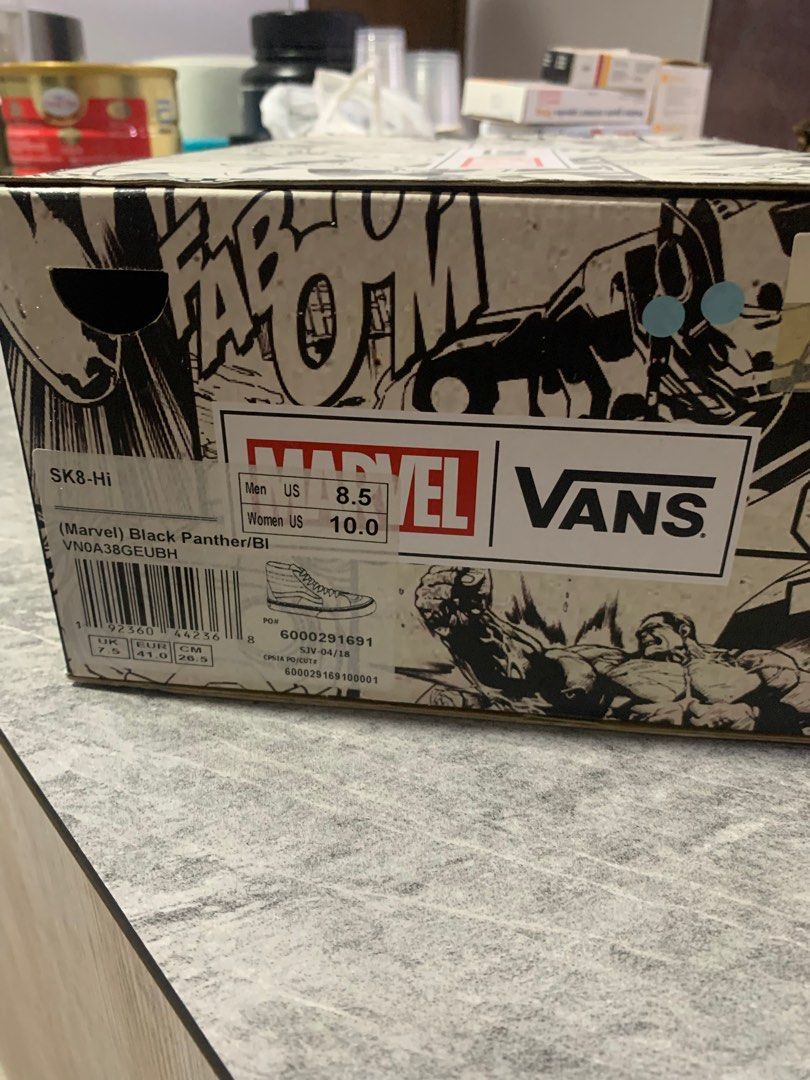 FABOOM
MARVEL
VANS
SK8-Hi
Men US 8.5
Women US 10.0
(Marvel) Black Panther/Bl
VN0A38GEUBH
1 92360 44236 8
UK 7.5
EUR 41.0
CM 26.5
PO#
6000291691
SJV-04/18
CPSIA PO/CUT#
600029169100001